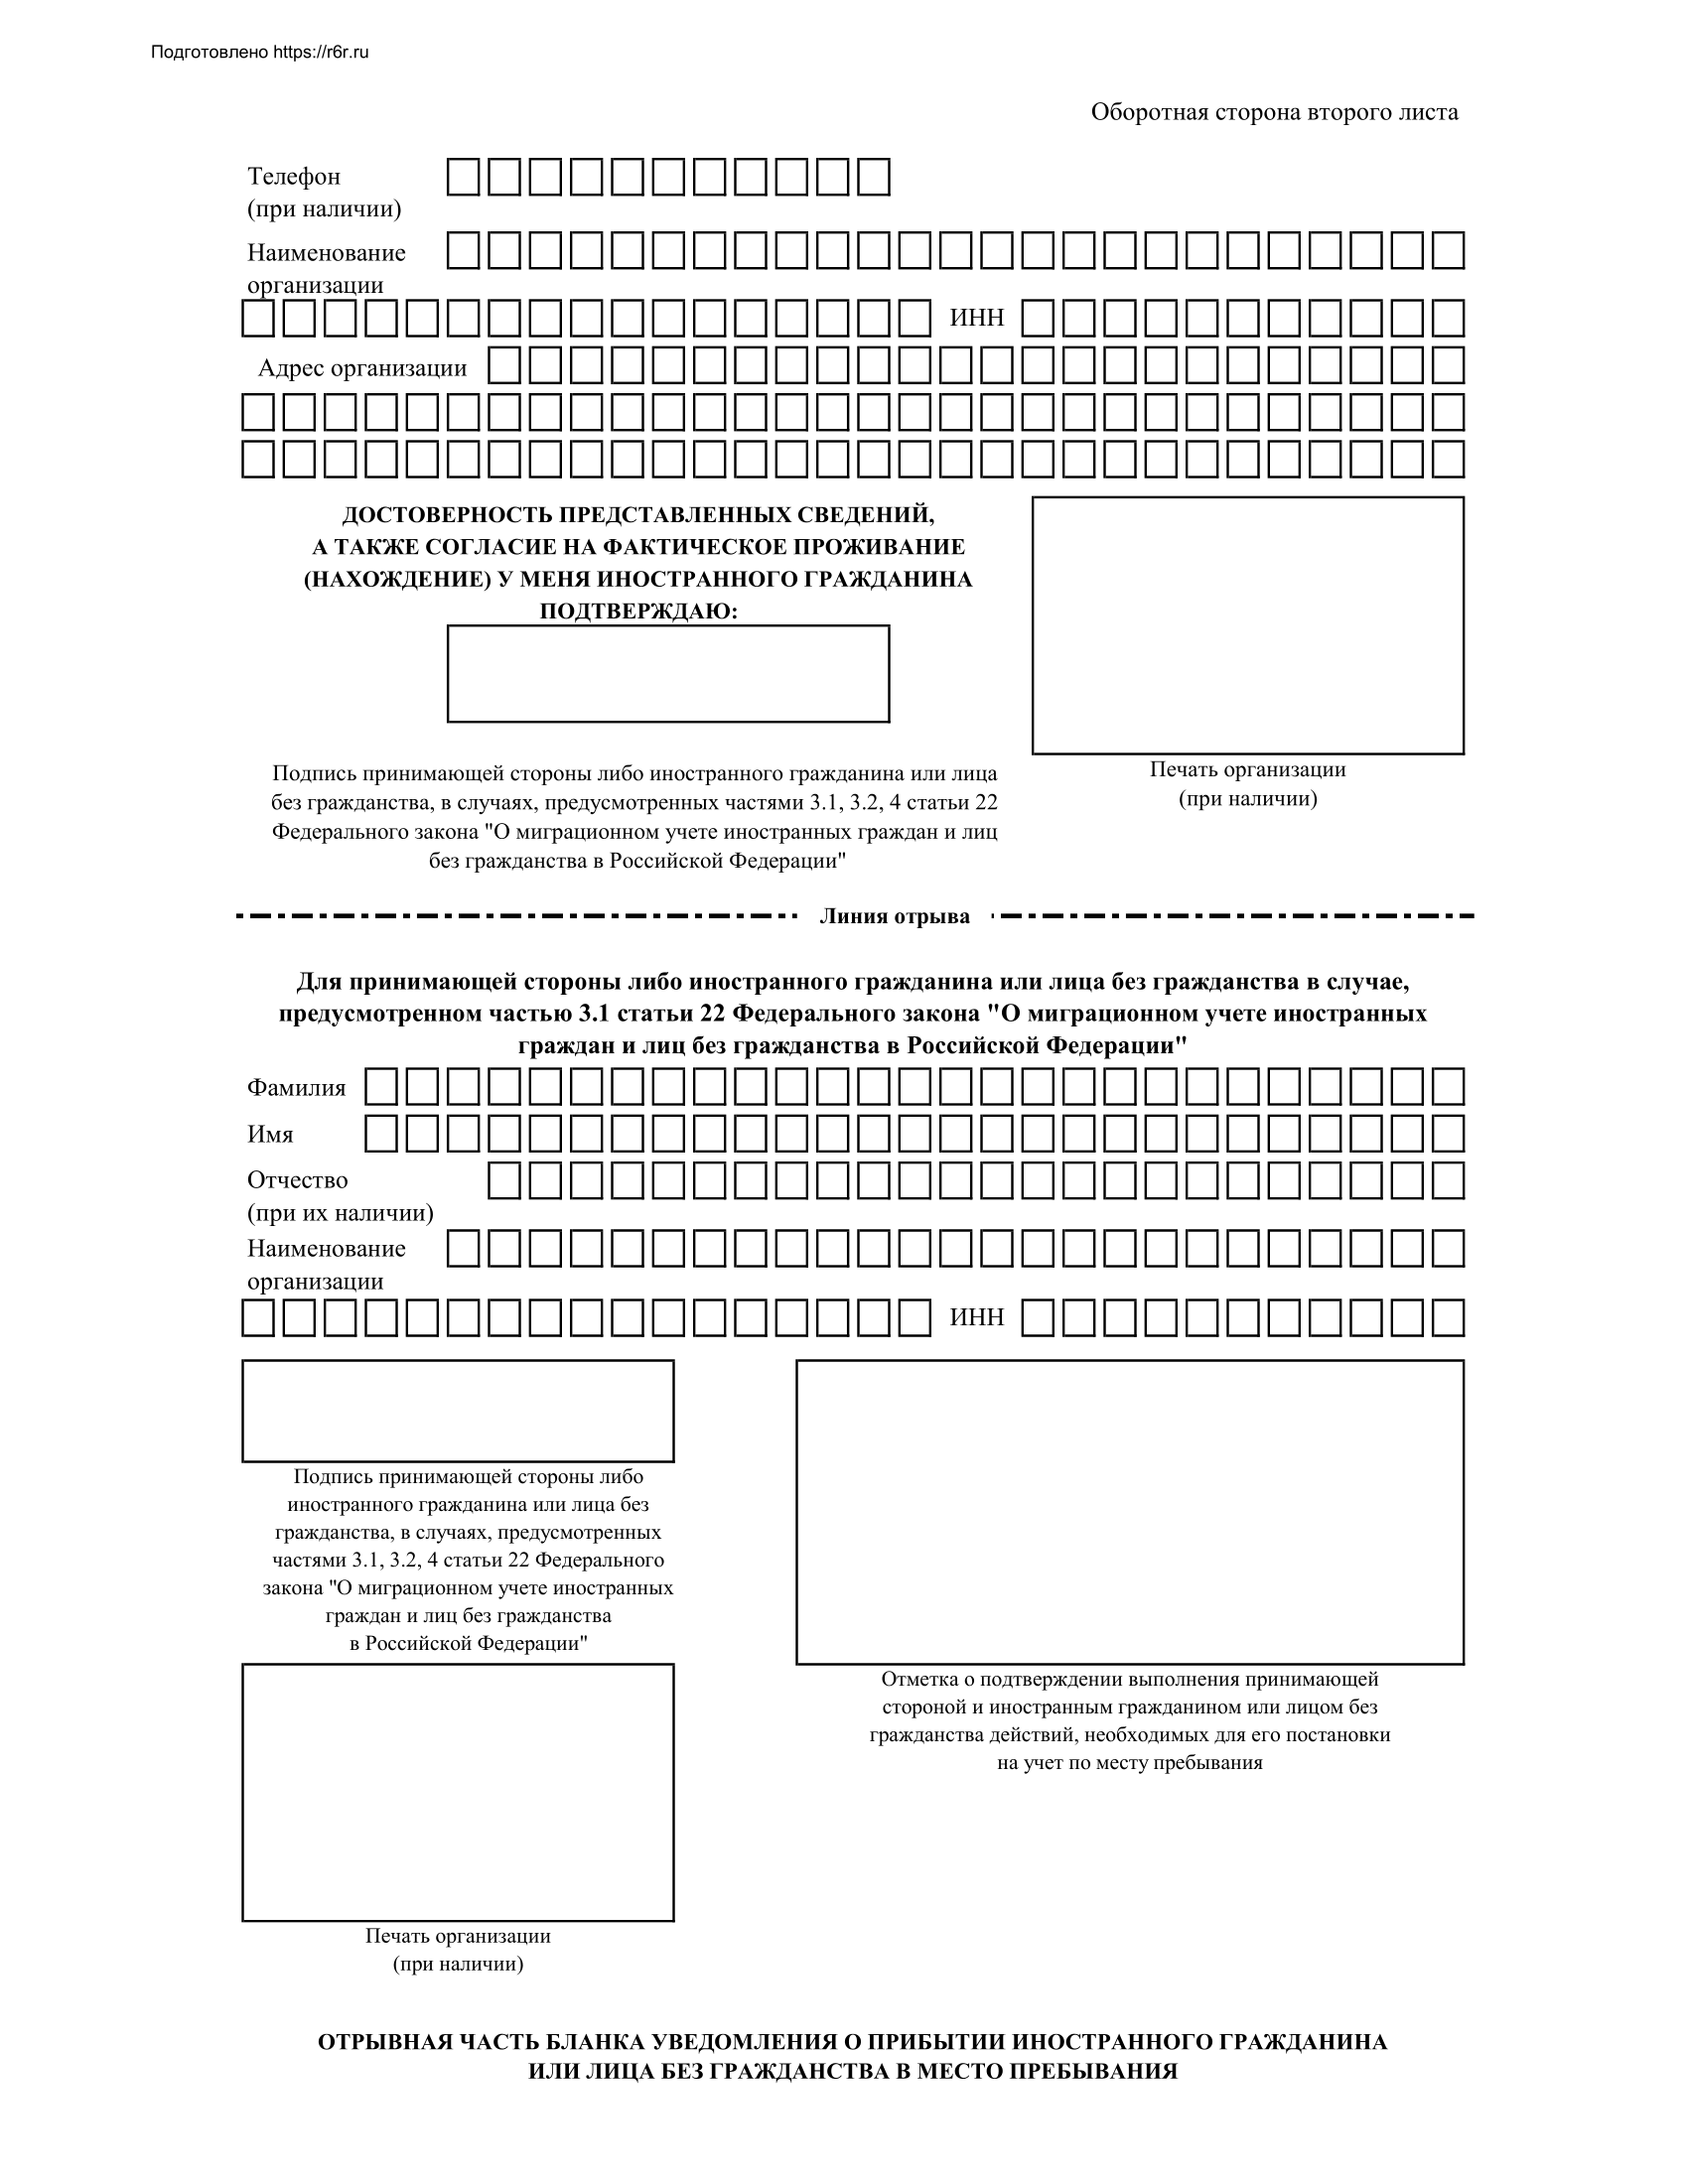 Подготовлено https://r6r.ru
Оборотная сторона второго листа
Телефон
(при наличии)
Наименование
организации
ИНН
Адрес организации
ДОСТОВЕРНОСТЬ ПРЕДСТАВЛЕННЫХ СВЕДЕНИЙ,
А ТАКЖЕ СОГЛАСИЕ НА ФАКТИЧЕСКОЕ ПРОЖИВАНИЕ
(НАХОЖДЕНИЕ) У МЕНЯ ИНОСТРАННОГО ГРАЖДАНИНА
ПОДТВЕРЖДАЮ:
Подпись принимающей стороны либо иностранного гражданина или лица
без гражданства, в случаях, предусмотренных частями 3.1, 3.2, 4 статьи 22
Федерального закона "О миграционном учете иностранных граждан и лиц
без гражданства в Российской Федерации"
Печать организации
(при наличии)
Линия отрыва
Для принимающей стороны либо иностранного гражданина или лица без гражданства в случае,
предусмотренном частью 3.1 статьи 22 Федерального закона "О миграционном учете иностранных
граждан и лиц без гражданства в Российской Федерации"
Фамилия
Имя
Отчество
(при их наличии)
Наименование
организации
ИНН
Подпись принимающей стороны либо
иностранного гражданина или лица без
гражданства, в случаях, предусмотренных
частями 3.1, 3.2, 4 статьи 22 Федерального
закона "О миграционном учете иностранных
граждан и лиц без гражданства
в Российской Федерации"
Отметка о подтверждении выполнения принимающей
стороной и иностранным гражданином или лицом без
гражданства действий, необходимых для его постановки
на учет по месту пребывания
Печать организации
(при наличии)
ОТРЫВНАЯ ЧАСТЬ БЛАНКА УВЕДОМЛЕНИЯ О ПРИБЫТИИ ИНОСТРАННОГО ГРАЖДАНИНА
ИЛИ ЛИЦА БЕЗ ГРАЖДАНСТВА В МЕСТО ПРЕБЫВАНИЯ